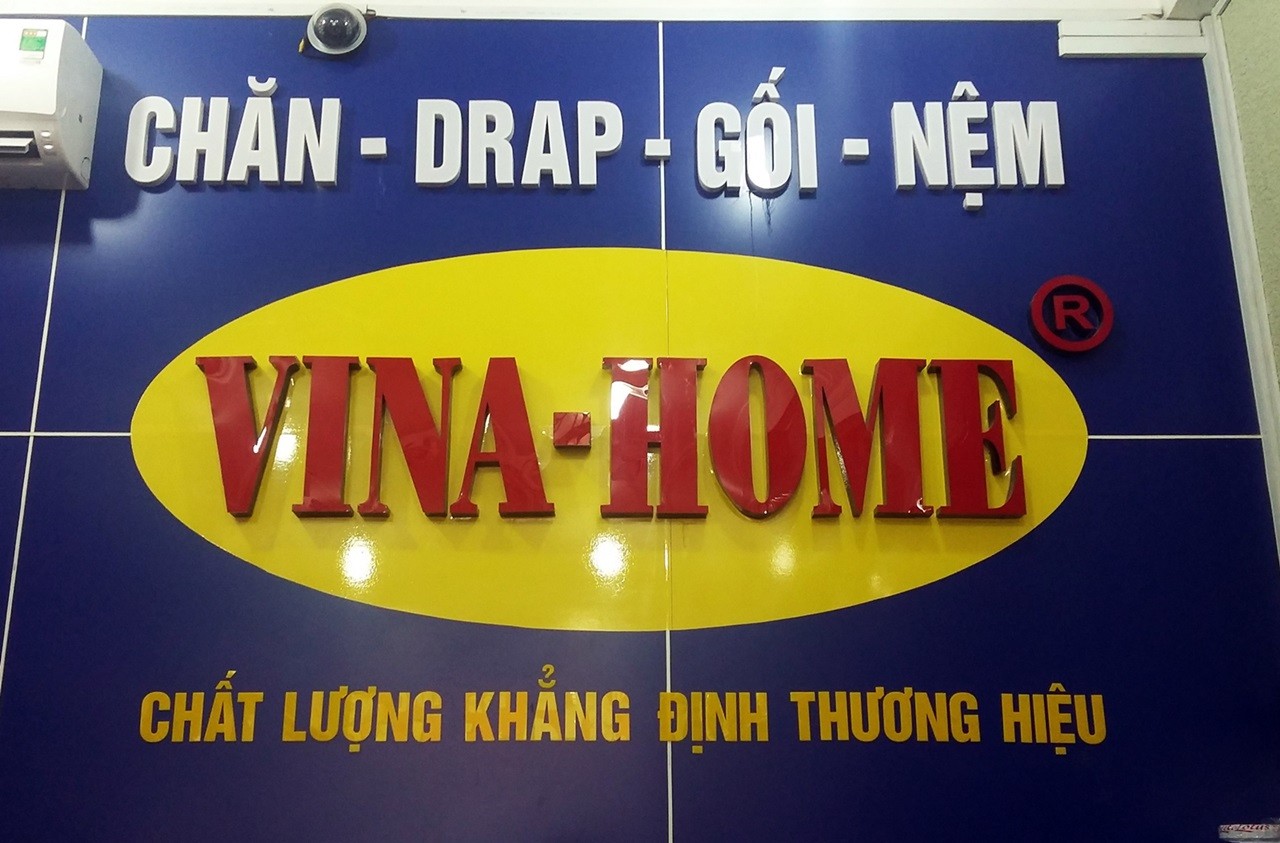 CHĂN - DRAP - GỐI - NỆM
®
VINA-HOME
CHẤT LƯỢNG KHẲNG ĐỊNH THƯƠNG HIỆU